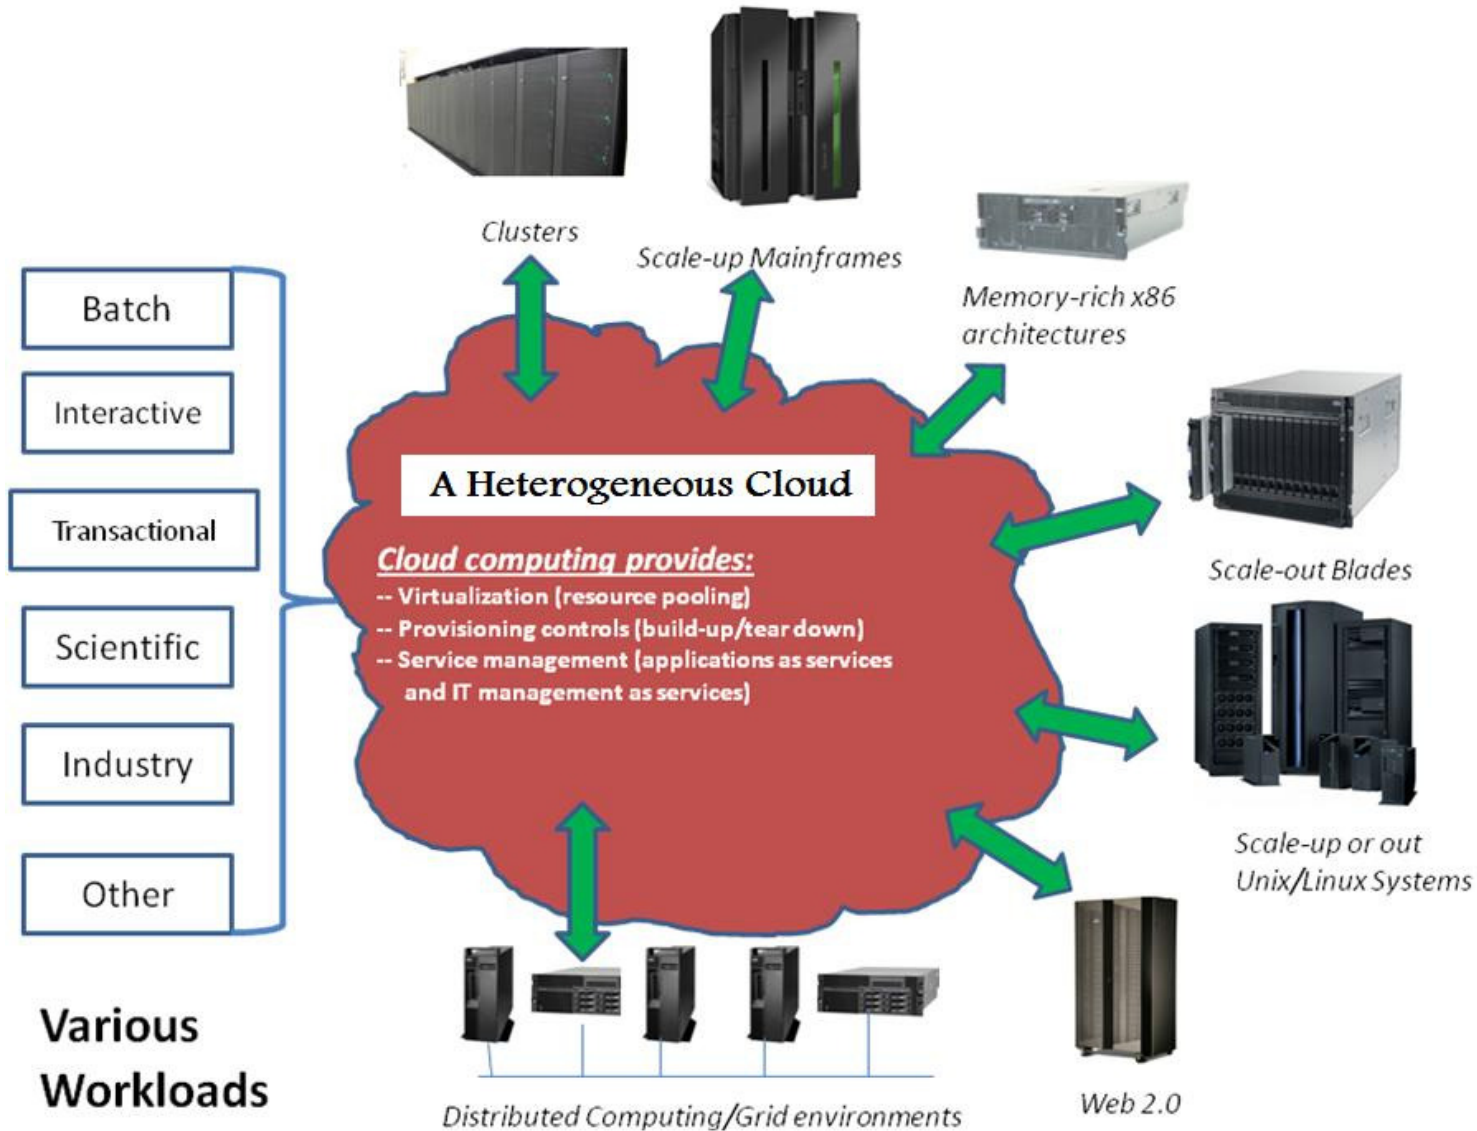 Clusters
Scale-up Mainframes
Memory-rich x86
architectures
Batch
Interactive
Transactional
Scientific
Industry
Other
Various
Workloads
A Heterogeneous Cloud
Cloud computing provides:
-- Virtualization (resource pooling)
-- Provisioning controls (build-up/tear down)
-- Service management (applications as services
and IT management as services)
Scale-out Blades
Scale-up or out
Unix/Linux Systems
Web 2.0
Distributed Computing/Grid environments